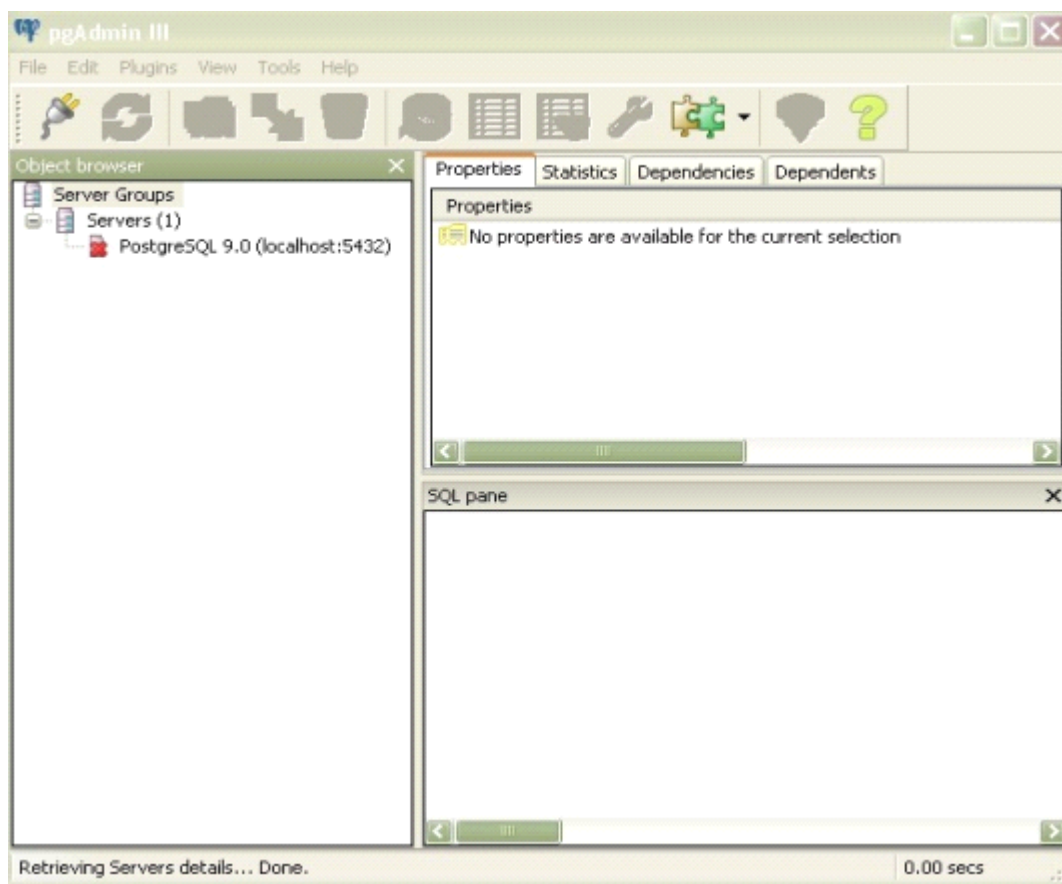 pgAdmin III
File Edit Plugins View Tools Help
Object browser
Server Groups
Servers (1)
PostgreSQL 9.0 (localhost:5432)
Properties Statistics Dependencies Dependents
Properties
No properties are available for the current selection
SQL pane
Retrieving Servers details... Done.
0.00 secs